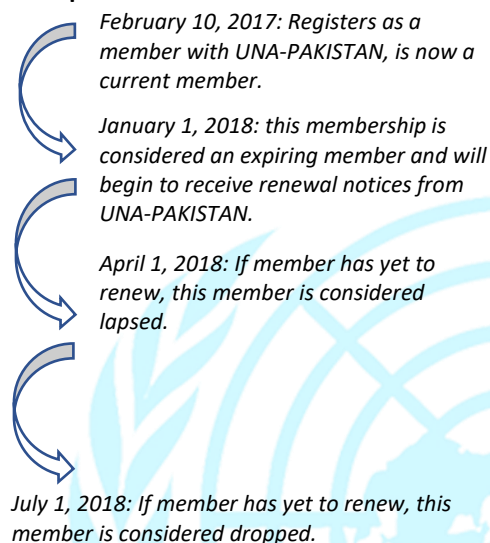 February 10, 2017: Registers as a
member with UNA-PAKISTAN, is now a
current member.
January 1, 2018: this membership is
considered an expiring member and will
begin to receive renewal notices from
UNA-PAKISTAN.
April 1, 2018: If member has yet to
renew, this member is considered
lapsed.
July 1, 2018: If member has yet to renew, this
member is considered dropped.